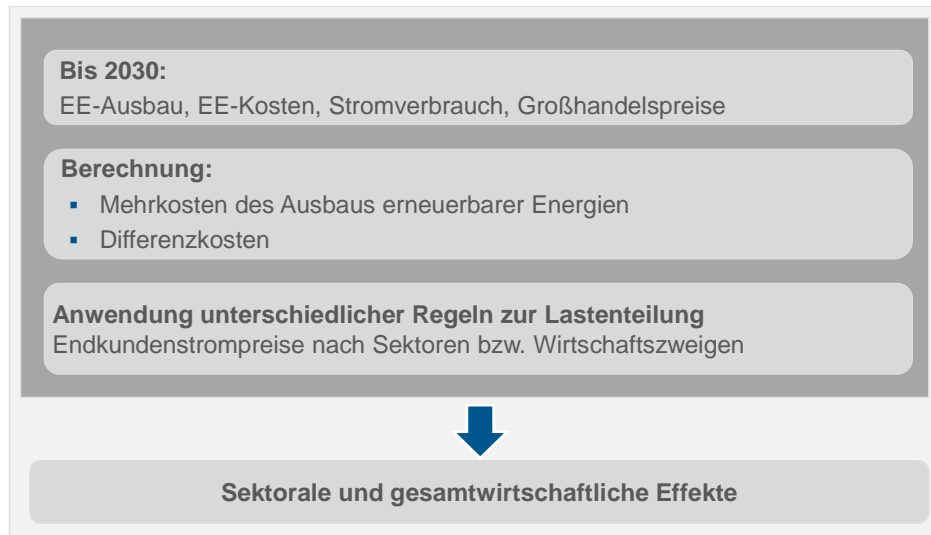 Bis 2030:
EE-Ausbau, EE-Kosten, Stromverbrauch, Großhandelspreise
Berechnung:
▪ Mehrkosten des Ausbaus erneuerbarer Energien
▪ Differenzkosten
Anwendung unterschiedlicher Regeln zur Lastenteilung
Endkundenstrompreise nach Sektoren bzw. Wirtschaftszweigen
Sektorale und gesamtwirtschaftliche Effekte